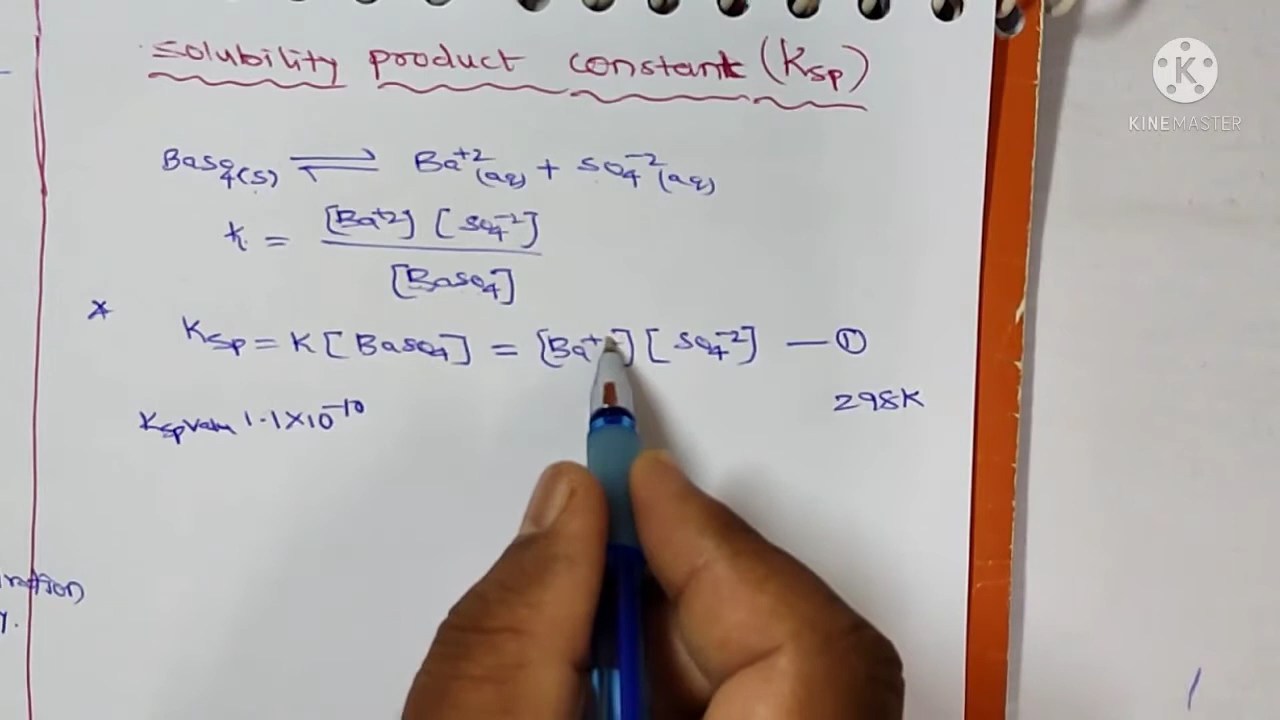 solubility product constant (Ksp)
K
KINEMASTER
BaSO4(s) ⇌ Ba+2(aq) + SO4-2(aq)
K = [Ba+2] [SO4-2] / [BaSO4]
* Ksp = K [BaSO4] = [Ba+2] [SO4-2] — ①
298K
Ksp 1.1×10-10